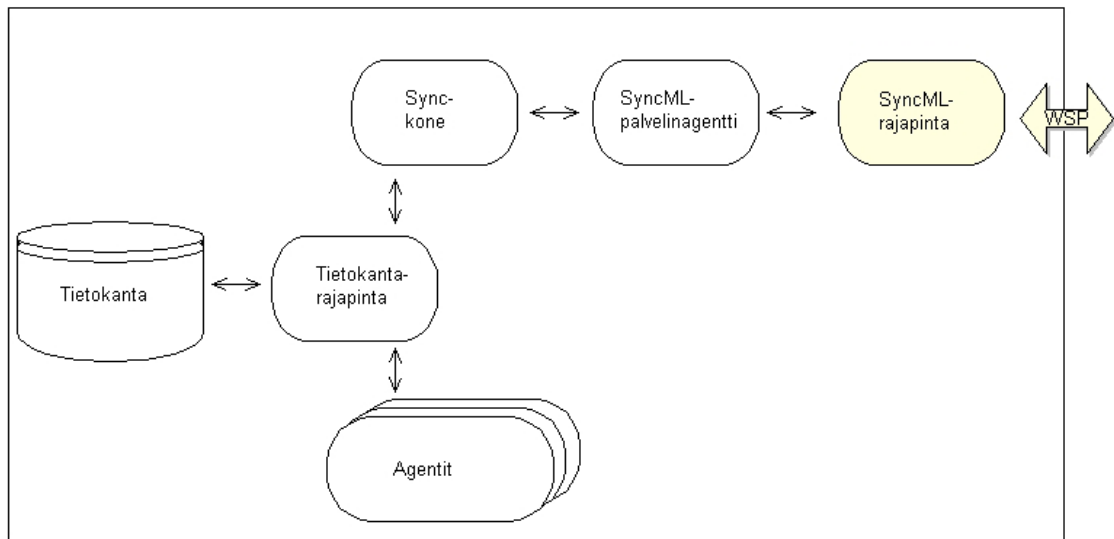 Sync-
kone
SyncML-
palvelinagentti
SyncML-
rajapinta
WSP
Tietokanta
Tietokanta-
rajapinta
Agentit